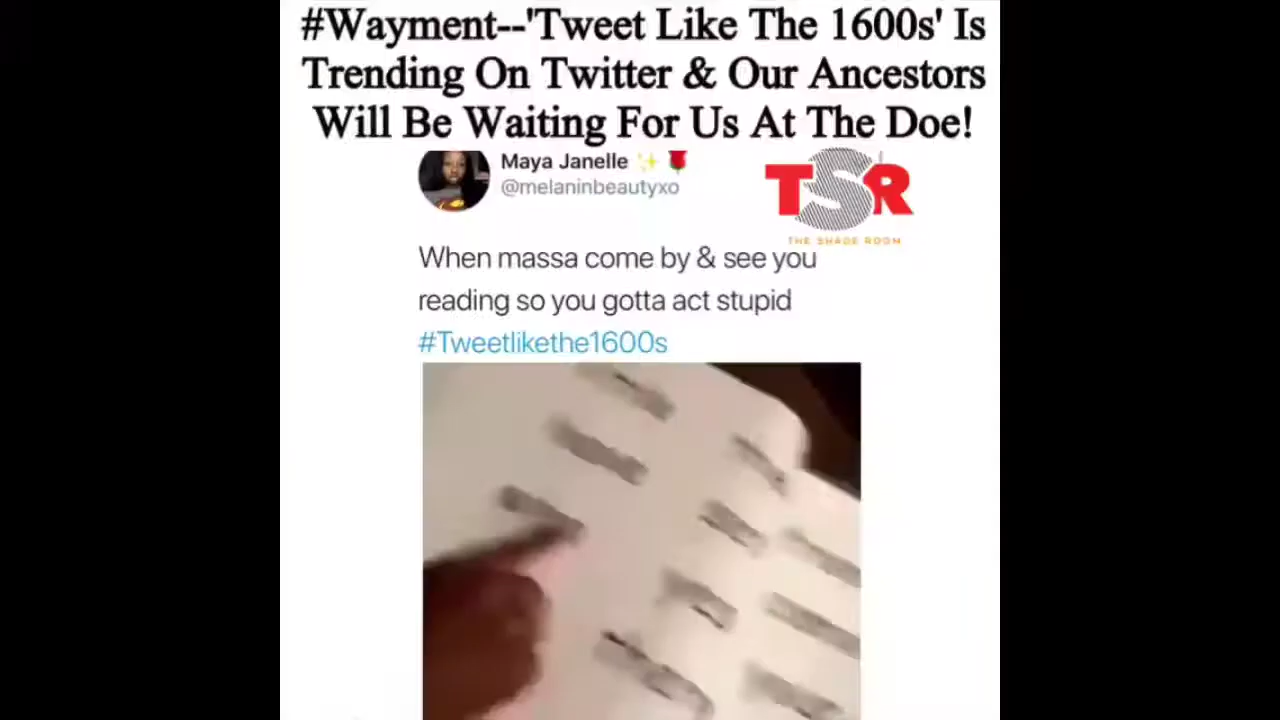 #Wayment--'Tweet Like The 1600s' Is
Trending On Twitter & Our Ancestors
Will Be Waiting For Us At The Doe!
Maya Janelle ✨ 🌹
@melaninbeautyxo
TSR
THE SHADE ROOM
When massa come by & see you
reading so you gotta act stupid
#Tweetlikethe1600s